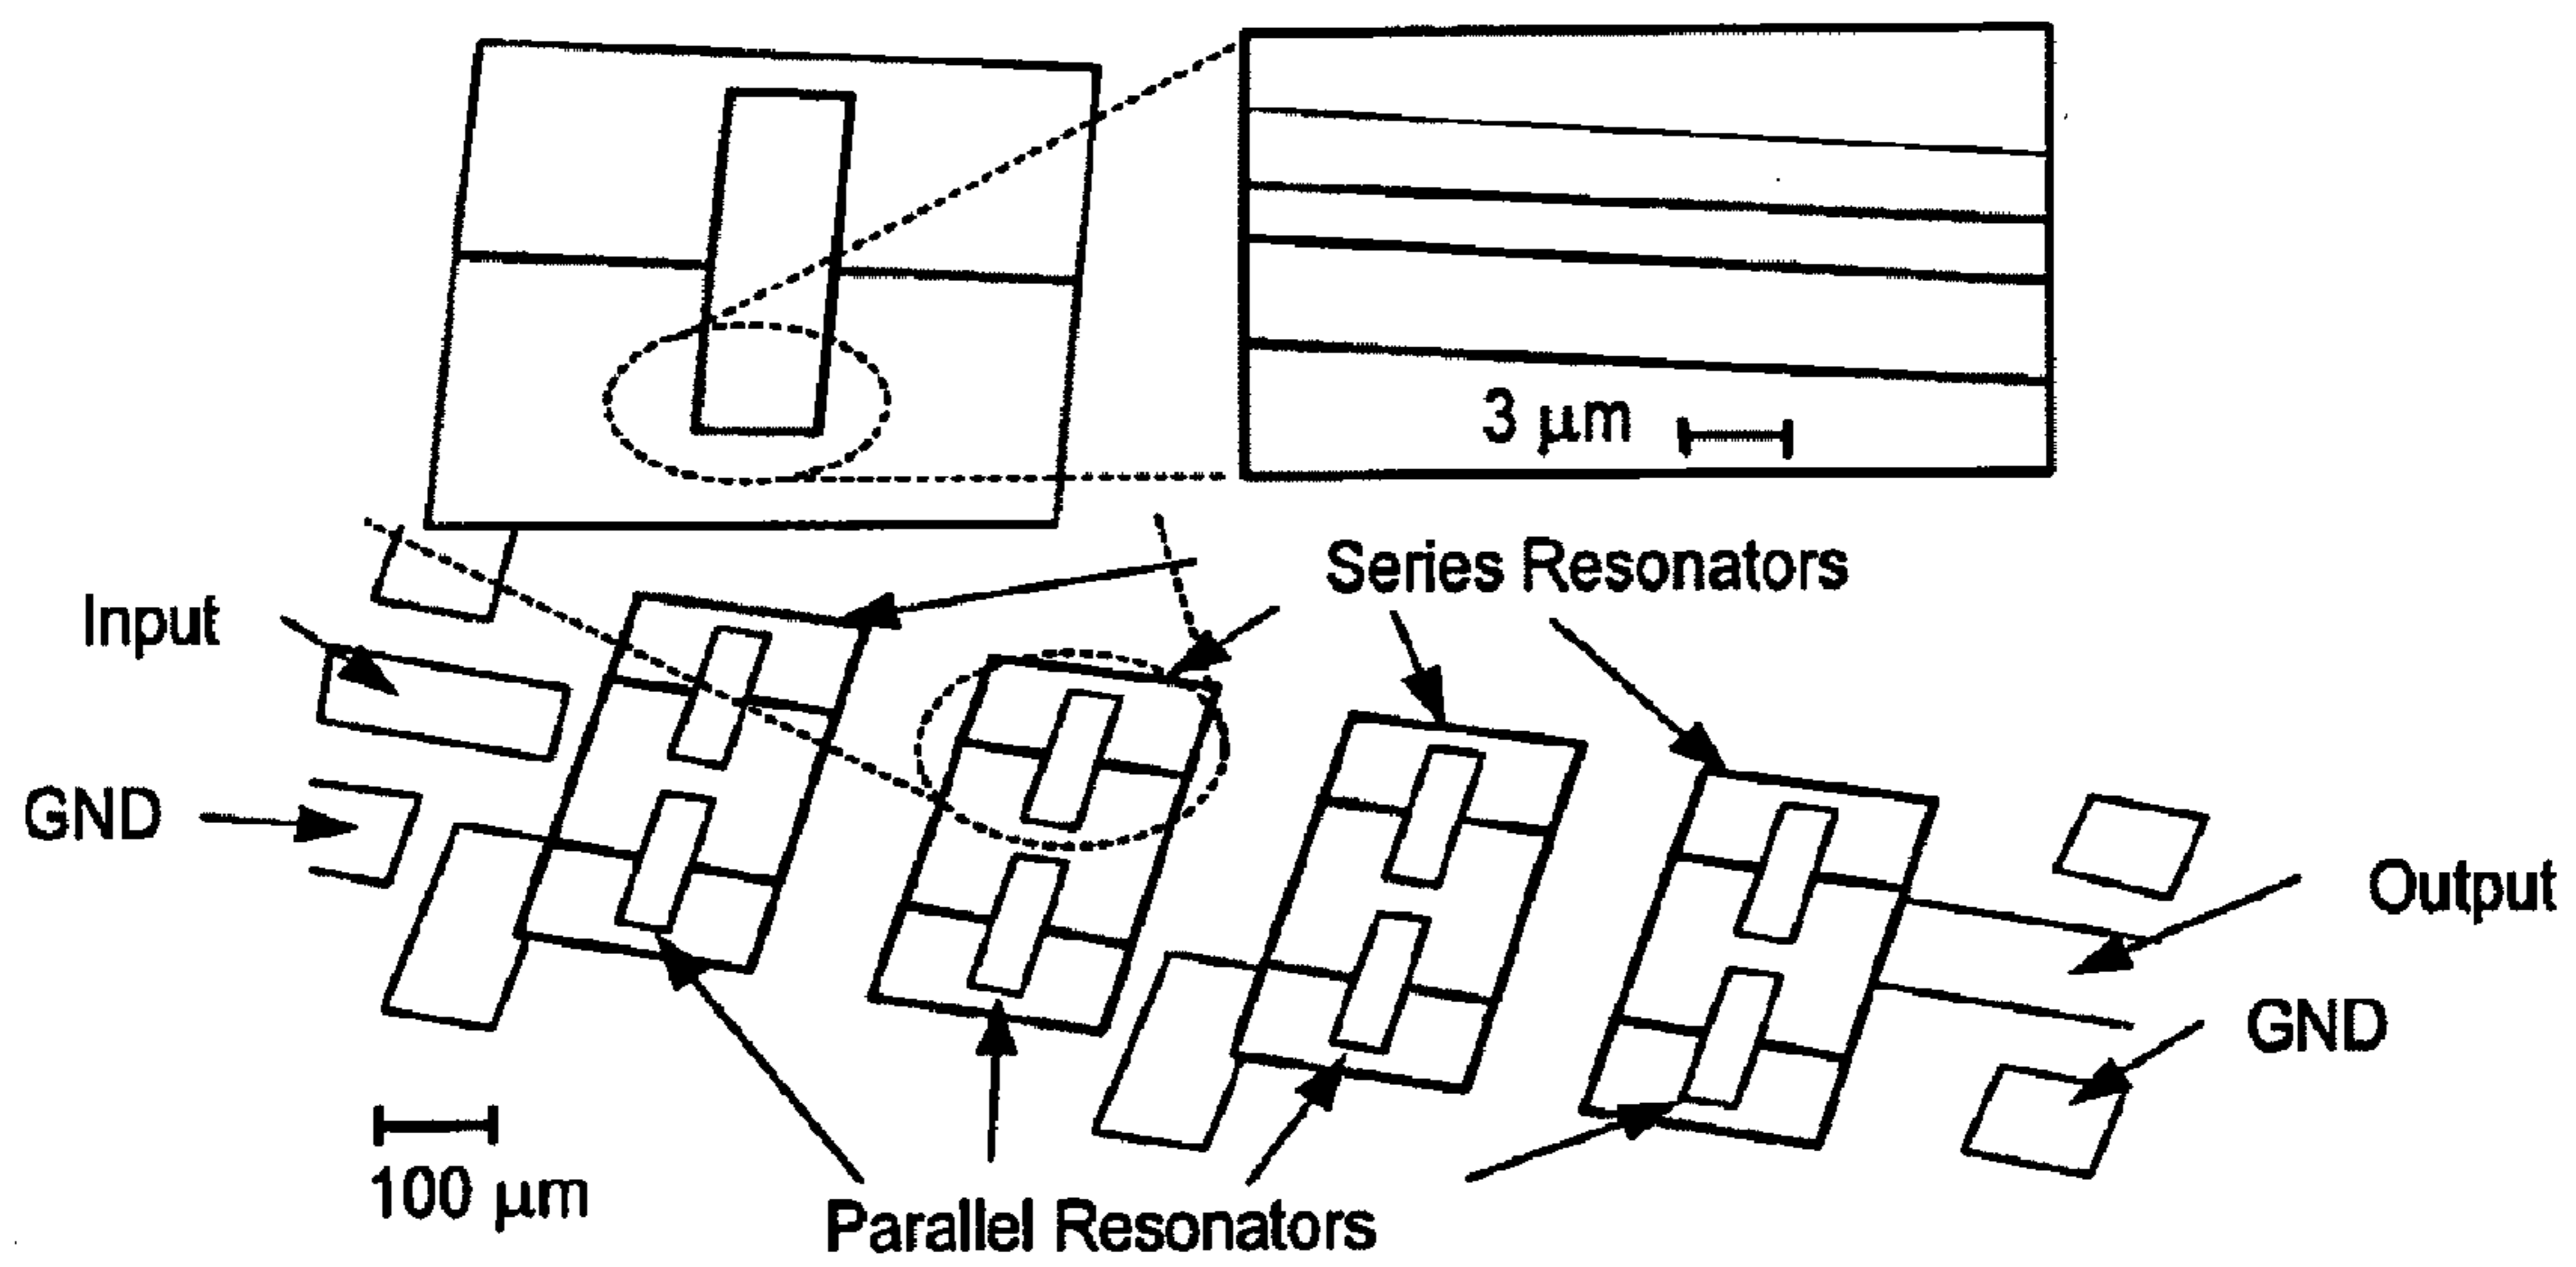 3 μm
Series Resonators
Input
GND
Output
GND
100 μm
Parallel Resonators